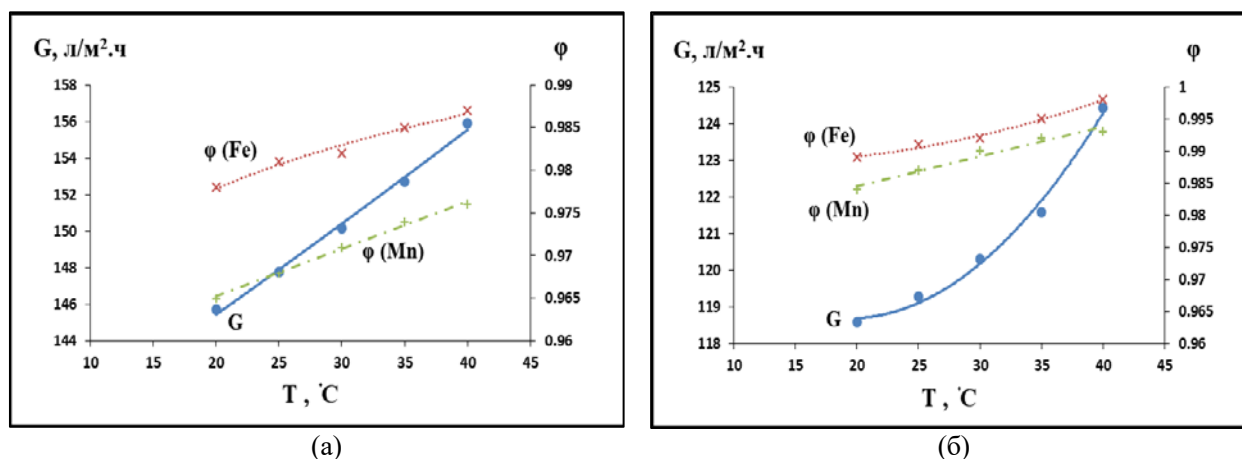 G, л/м².ч φ
158 0.99
156 0.985
154 0.98
152 0.975
150 0.97
148 0.965
146 0.96
144
φ (Fe)
φ (Mn)
G
10 15 20 25 30 35 40 45
T , ˚C
(а)
G, л/м².ч φ
125 1
124 0.995
123 0.99
122 0.985
121 0.98
120 0.975
119 0.97
118 0.965
0.96
φ (Fe)
φ (Mn)
G
10 15 20 25 30 35 40 45
T , ˚C
(б)